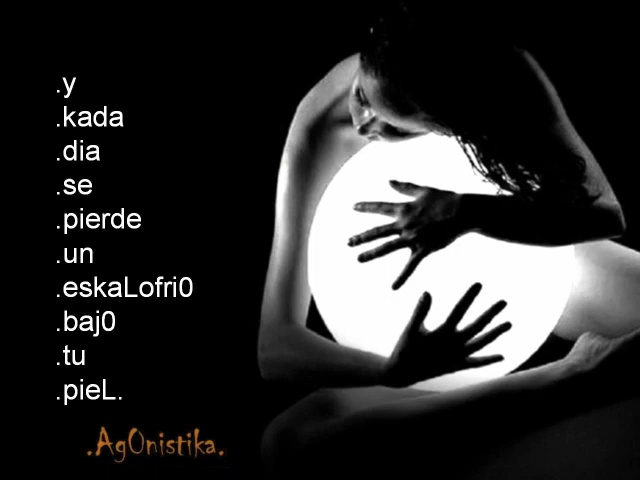 .y
.kada
.dia
.se
.pierde
.un
.eskaLofri0
.baj0
.tu
.pieL.
.AgOnistika.